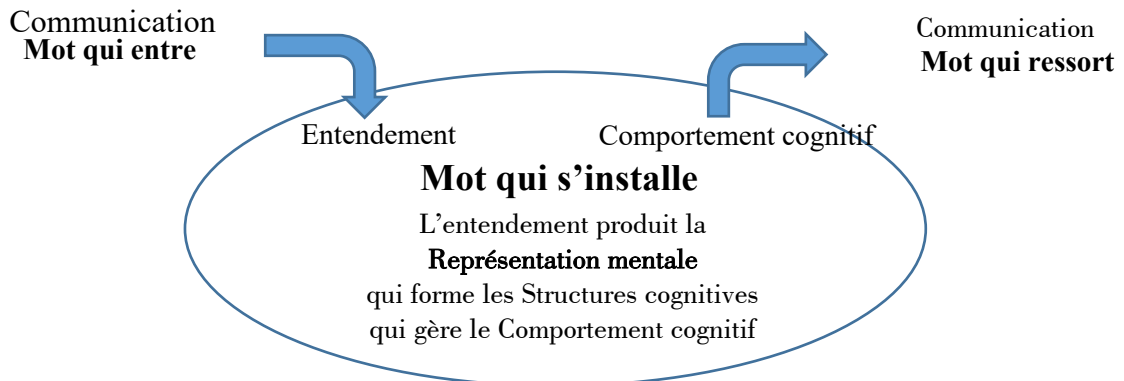 Communication
Mot qui entre
Communication
Mot qui ressort
Entendement
Comportement cognitif
Mot qui s’installe
L’entendement produit la
Représentation mentale
qui forme les Structures cognitives
qui gère le Comportement cognitif